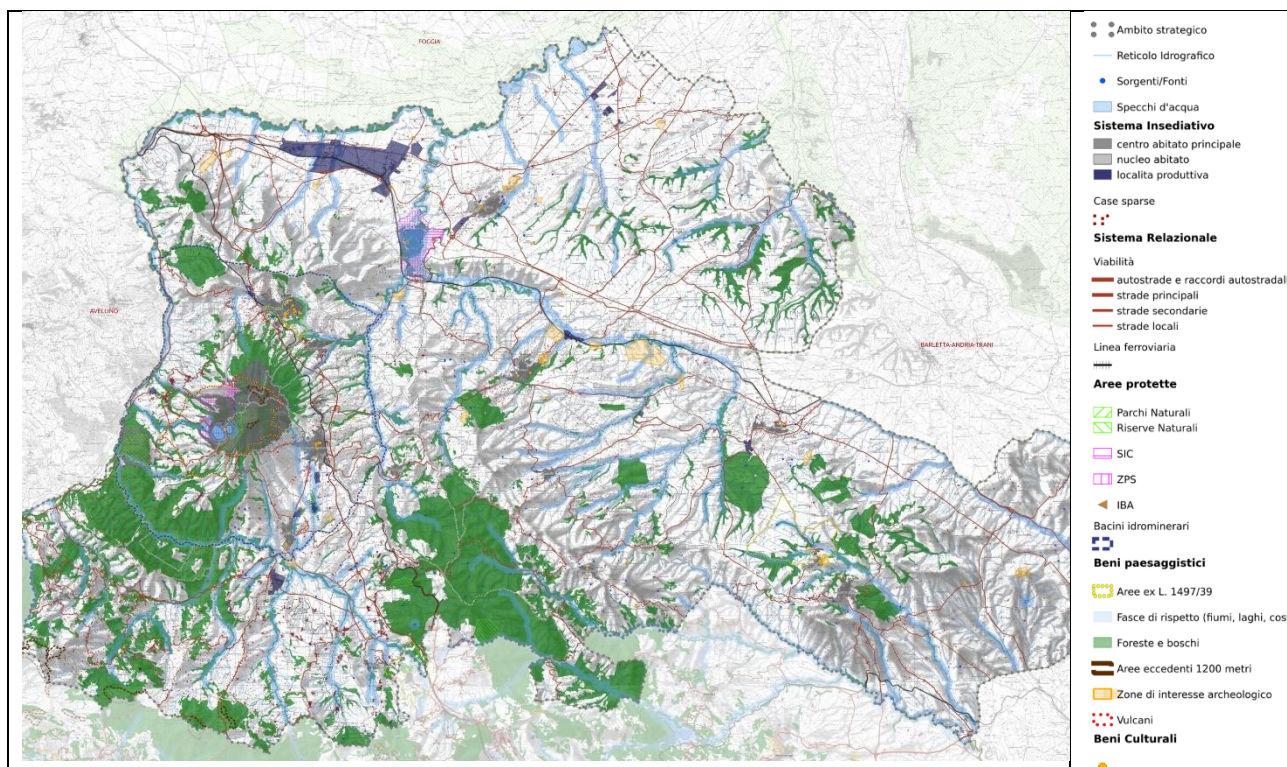 FOGGIA
AVELLINO
BARLETTA-ANDRIA-TRANI
Ambito strategico
Reticolo Idrografico
Sorgenti/Fonti
Specchi d'acqua
Sistema Insediativo
centro abitato principale
nucleo abitato
localita produttiva
Case sparse
Sistema Relazionale
Viabilità
autostrade e raccordi autostradal
strade principali
strade secondarie
strade locali
Linea ferroviaria
Aree protette
Parchi Naturali
Riserve Naturali
SIC
ZPS
IBA
Bacini idrominerari
Beni paesaggistici
Aree ex L. 1497/39
Fasce di rispetto (fiumi, laghi, cos
Foreste e boschi
Aree eccedenti 1200 metri
Zone di interesse archeologico
Vulcani
Beni Culturali